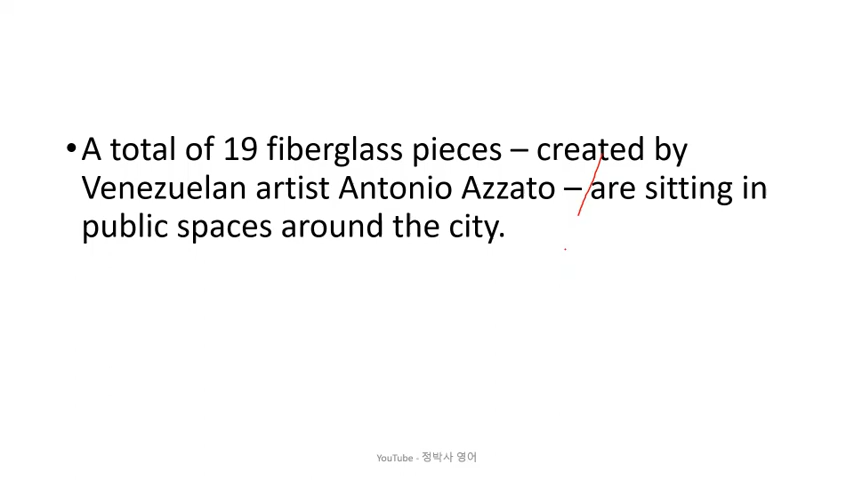 •A total of 19 fiberglass pieces – created by
Venezuelan artist Antonio Azzato – are sitting in
public spaces around the city.
YouTube - 정박사 영어